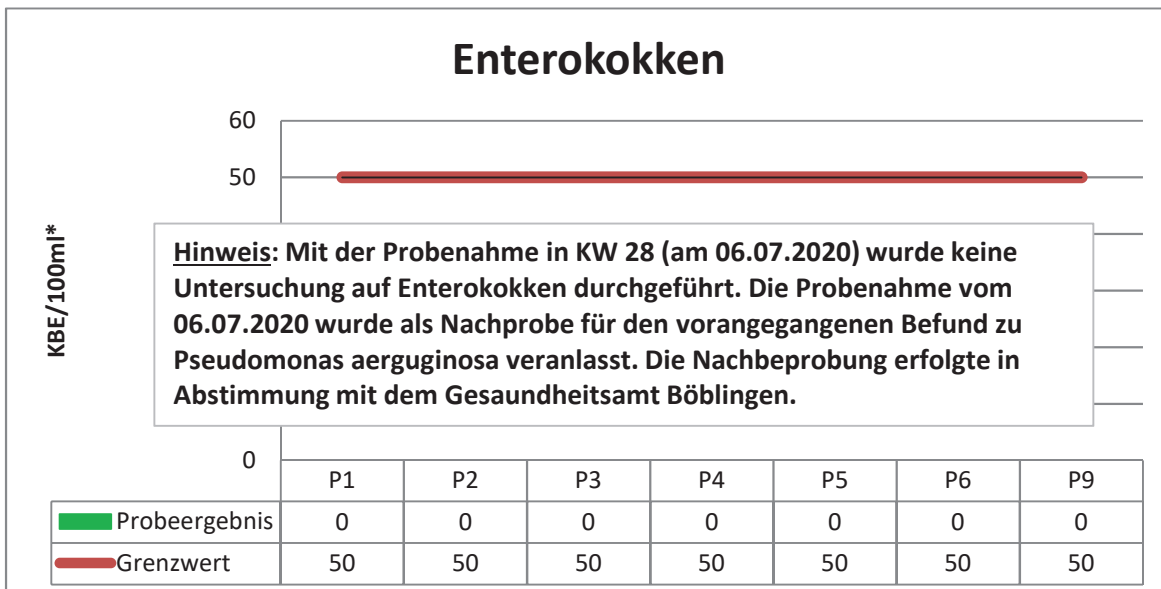 Enterokokken
60
50
KBE/100ml*
Hinweis: Mit der Probenahme in KW 28 (am 06.07.2020) wurde keine
Untersuchung auf Enterokokken durchgeführt. Die Probenahme vom
06.07.2020 wurde als Nachprobe für den vorangegangenen Befund zu
Pseudomonas aerguginosa veranlasst. Die Nachbeprobung erfolgte in
Abstimmung mit dem Gesaundheitsamt Böblingen.
0
P1 P2 P3 P4 P5 P6 P9
Probeergebnis 0 0 0 0 0 0 0
Grenzwert 50 50 50 50 50 50 50